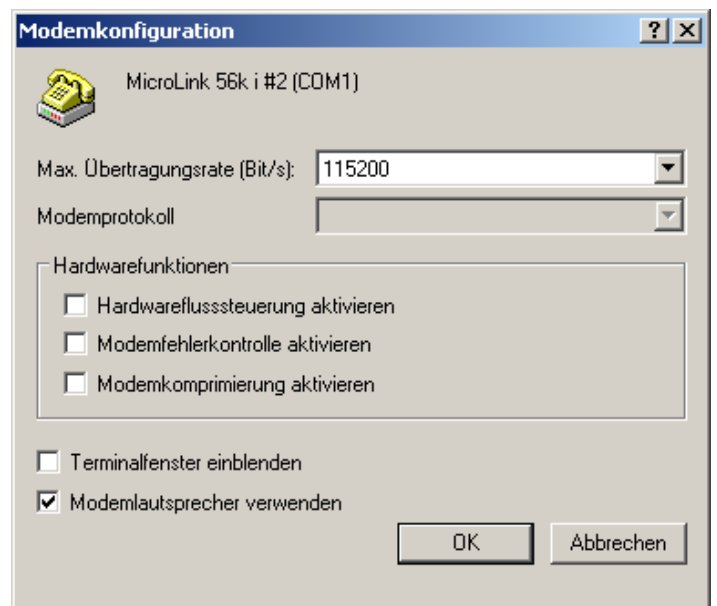 Modemkonfiguration
MicroLink 56k i #2 (COM1)
Max. Übertragungsrate (Bit/s): 115200
Modemprotokoll
Hardwarefunktionen
Hardwareflusssteuerung aktivieren
Modemfehlerkontrolle aktivieren
Modemkomprimierung aktivieren
Terminalfenster einblenden
Modemlautsprecher verwenden
OK Abbrechen